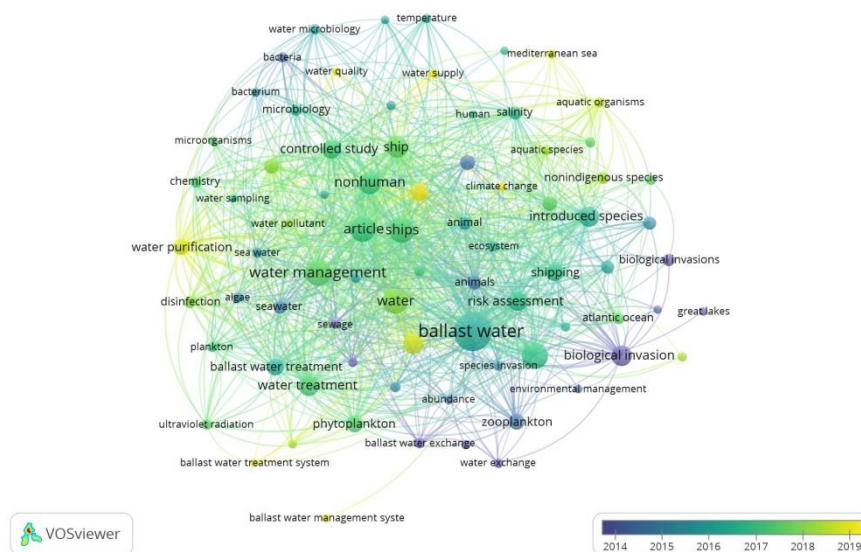 temperature
water microbiology
mediterranean sea
bacteria
water quality
water supply
bacterium
aquatic organisms
microbiology
human
salinity
microorganisms
controlled study
ship
aquatic species
chemistry
nonhuman
climate change
nonindigenous species
water sampling
water pollutant
article
ships
animal
introduced species
water purification
sea water
ecosystem
biological invasions
water management
animals
shipping
disinfection
algae
seawater
water
risk assessment
great lakes
sewage
ballast water
atlantic ocean
plankton
biological invasion
ballast water treatment
species invasion
water treatment
environmental management
abundance
ultraviolet radiation
phytoplankton
zooplankton
ballast water exchange
ballast water treatment system
water exchange
ballast water management syste
VOSviewer
2014 2015 2016 2017 2018 2019